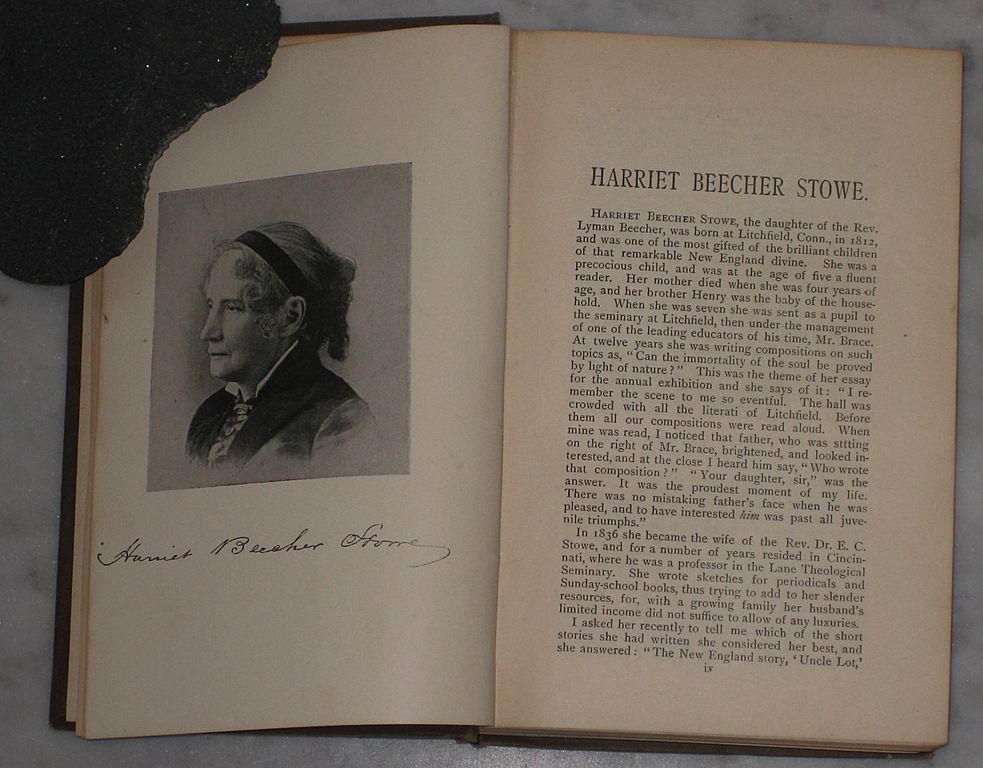 Harriet Beecher Stowe
HARRIET BEECHER STOWE.
HARRIET BEECHER STOWE, the daughter of the Rev.
Lyman Beecher, was born at Litchfield, Conn., in 1812,
and was one of the most gifted of the brilliant children
of that remarkable New England divine. She was a
precocious child, and was at the age of five a fluent
reader. Her mother died when she was four years of
age, and her brother Henry was the baby of the house-
hold. When she was seven she was sent as a pupil to
the seminary at Litchfield, then under the management
of one of the leading educators of his time, Mr. Brace.
At twelve years she was writing compositions on such
topics as, "Can the immortality of the soul be proved
by light of nature?" This was the theme of her essay
for the annual exhibition and she says of it: "I re-
member the scene to me so eventful. The hall was
crowded with all the literati of Litchfield. Before
them all our compositions were read aloud. When
mine was read, I noticed that father, who was sttting
on the right of Mr. Brace, brightened, and looked in-
terested, and at the close I heard him say, "Who wrote
that composition?" "Your daughter, sir," was the
answer. It was the proudest moment of my life.
There was no mistaking father's face when he was
pleased, and to have interested him was past all juve-
nile triumphs."
In 1836 she became the wife of the Rev. Dr. E. C.
Stowe, and for a number of years resided in Cincin-
nati, where he was a professor in the Lane Theological
Seminary. She wrote sketches for periodicals and
Sunday-school books, thus trying to add to her slender
resources, for, with a growing family her husband's
limited income did not suffice to allow of any luxuries.
I asked her recently to tell me which of the short
stories she had written she considered her best, and
she answered: "The New England story, 'Uncle Lot,'
ix